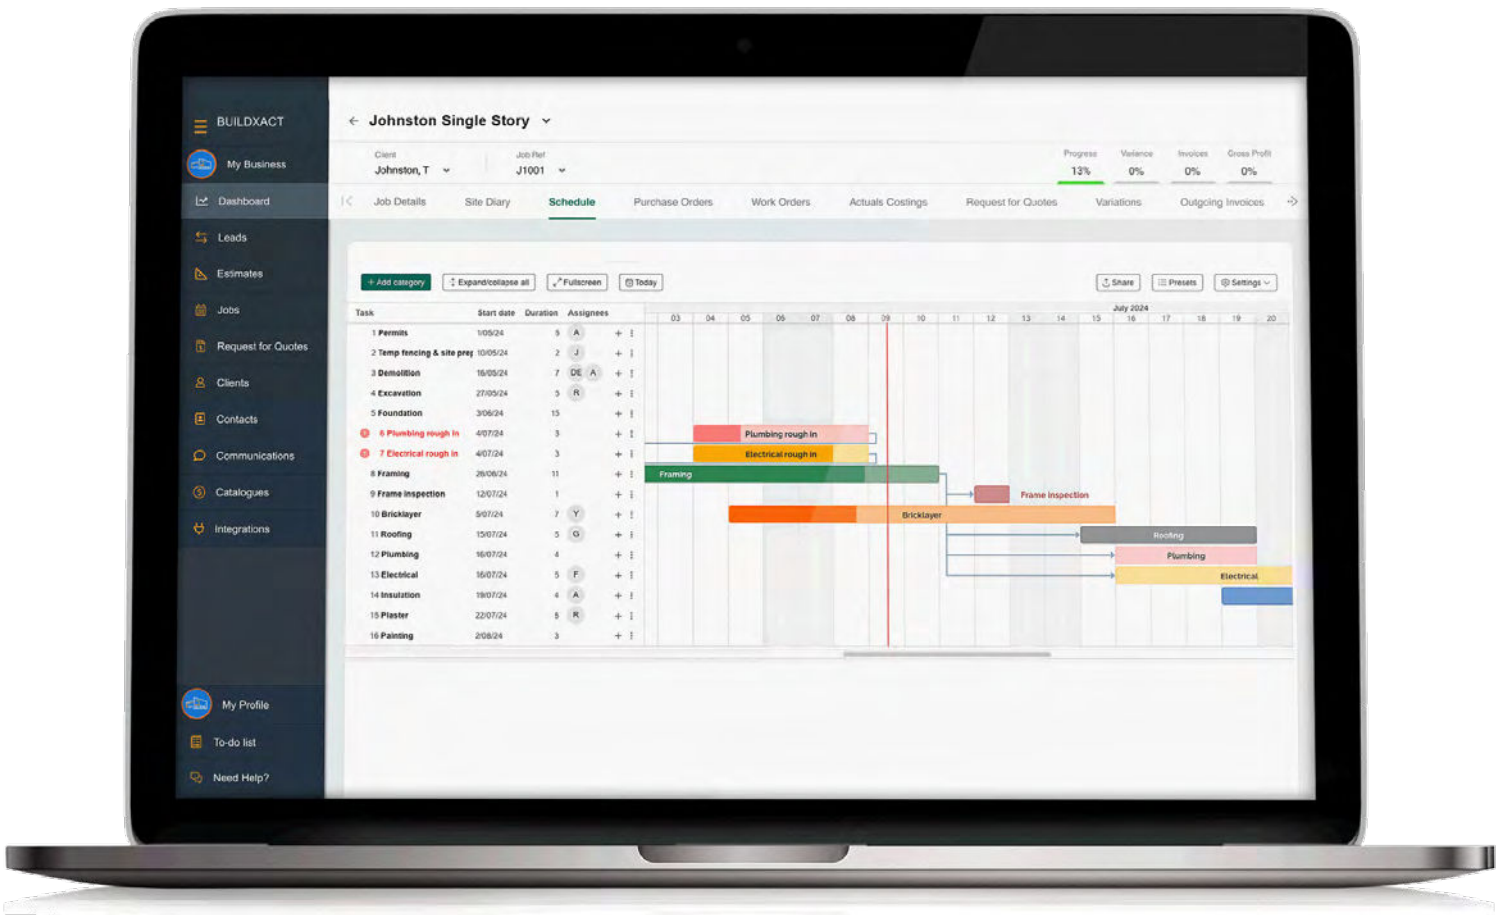 BUILDXACT
My Business
Dashboard
Leads
Estimates
Jobs
Request for Quotes
Clients
Contacts
Communications
Catalogues
Integrations
My Profile
To-do list
Need Help?
Johnston Single Story
Client
Johnston, T
Job Ref
J1001
Progress Variance Invoices Gross Profit
13% 0% 0% 0%
Job Details Site Diary Schedule Purchase Orders Work Orders Actuals Costings Request for Quotes Variations Outgoing Invoices
+ Add category Expand/collapse all Fullscreen Today Share Presets Settings
Task Start date Duration Assignees
July 2024
03 04 05 06 07 08 09 10 11 12 13 14 15 16 17 18 19 20
1 Permits 1/05/24 5 A +
2 Temp fencing & site prep 10/05/24 2 J +
3 Demolition 16/05/24 7 DE A +
4 Excavation 27/05/24 5 R +
5 Foundation 3/06/24 15 +
6 Plumbing rough in 4/07/24 3 + Plumbing rough in
7 Electrical rough in 4/07/24 3 + Electrical rough in
8 Framing 26/06/24 11 + Framing
9 Frame inspection 12/07/24 1 + Frame inspection
10 Bricklayer 5/07/24 7 Y + Bricklayer
11 Roofing 15/07/24 5 G + Roofing
12 Plumbing 16/07/24 4 + Plumbing
13 Electrical 16/07/24 5 F + Electrical
14 Insulation 19/07/24 4 A +
15 Plaster 22/07/24 5 R +
16 Painting 2/08/24 3 +